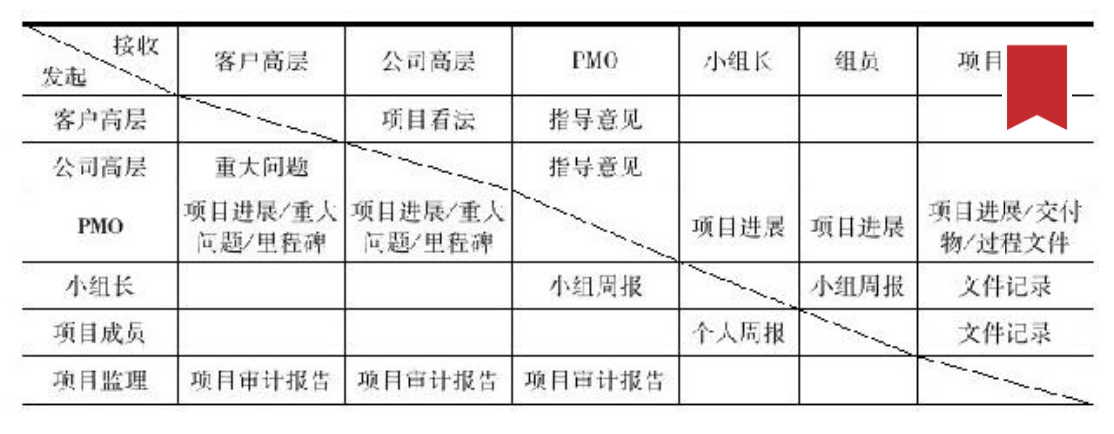 接收
发起
客户高层 公司高层 PMO 小组长 组员 项目
客户高层 项目看法 指导意见
公司高层 重大问题 指导意见
PMO 项目进展/重大 项目进展/重大 项目进展 项目进展 项目进展/交付
问题/里程碑 问题/里程碑 物/过程文件
小组长 小组周报 小组周报 文件记录
项目成员 个人周报 文件记录
项目监理 项目审计报告 项目审计报告 项目审计报告